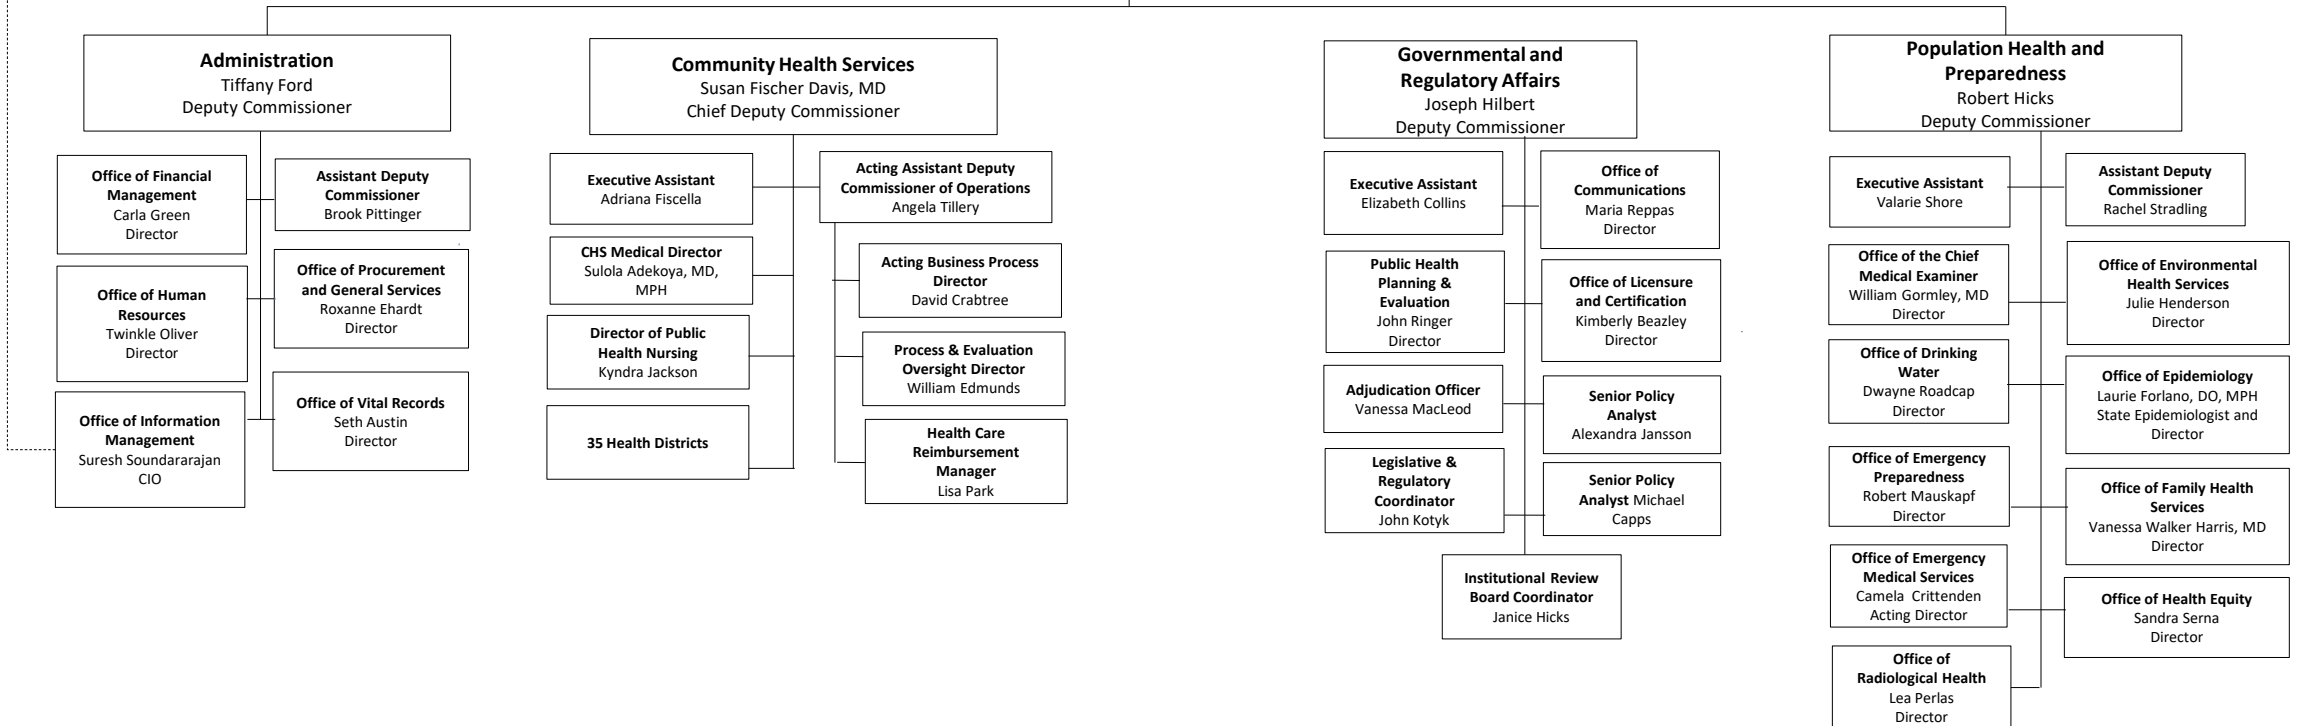 Administration
Tiffany Ford
Deputy Commissioner
Office of Financial
Management
Carla Green
Director
Assistant Deputy
Commissioner
Brook Pittinger
Office of Human
Resources
Twinkle Oliver
Director
Office of Procurement
and General Services
Roxanne Ehardt
Director
Office of Information
Management
Suresh Soundararajan
CIO
Office of Vital Records
Seth Austin
Director
Community Health Services
Susan Fischer Davis, MD
Chief Deputy Commissioner
Executive Assistant
Adriana Fiscella
Acting Assistant Deputy
Commissioner of Operations
Angela Tillery
CHS Medical Director
Sulola Adekoya, MD,
MPH
Acting Business Process
Director
David Crabtree
Director of Public
Health Nursing
Kyndra Jackson
Process & Evaluation
Oversight Director
William Edmunds
35 Health Districts
Health Care
Reimbursement
Manager
Lisa Park
Governmental and
Regulatory Affairs
Joseph Hilbert
Deputy Commissioner
Executive Assistant
Elizabeth Collins
Office of
Communications
Maria Reppas
Director
Public Health
Planning &
Evaluation
John Ringer
Director
Office of Licensure
and Certification
Kimberly Beazley
Director
Adjudication Officer
Vanessa MacLeod
Senior Policy
Analyst
Alexandra Jansson
Legislative &
Regulatory
Coordinator
John Kotyk
Senior Policy
Analyst Michael
Capps
Institutional Review
Board Coordinator
Janice Hicks
Population Health and
Preparedness
Robert Hicks
Deputy Commissioner
Executive Assistant
Valarie Shore
Assistant Deputy
Commissioner
Rachel Stradling
Office of the Chief
Medical Examiner
William Gormley, MD
Director
Office of Environmental
Health Services
Julie Henderson
Director
Office of Drinking
Water
Dwayne Roadcap
Director
Office of Epidemiology
Laurie Forlano, DO, MPH
State Epidemiologist and
Director
Office of Emergency
Preparedness
Robert Mauskapf
Director
Office of Family Health
Services
Vanessa Walker Harris, MD
Director
Office of Emergency
Medical Services
Camela Crittenden
Acting Director
Office of Health Equity
Sandra Serna
Director
Office of
Radiological Health
Lea Perlas
Director